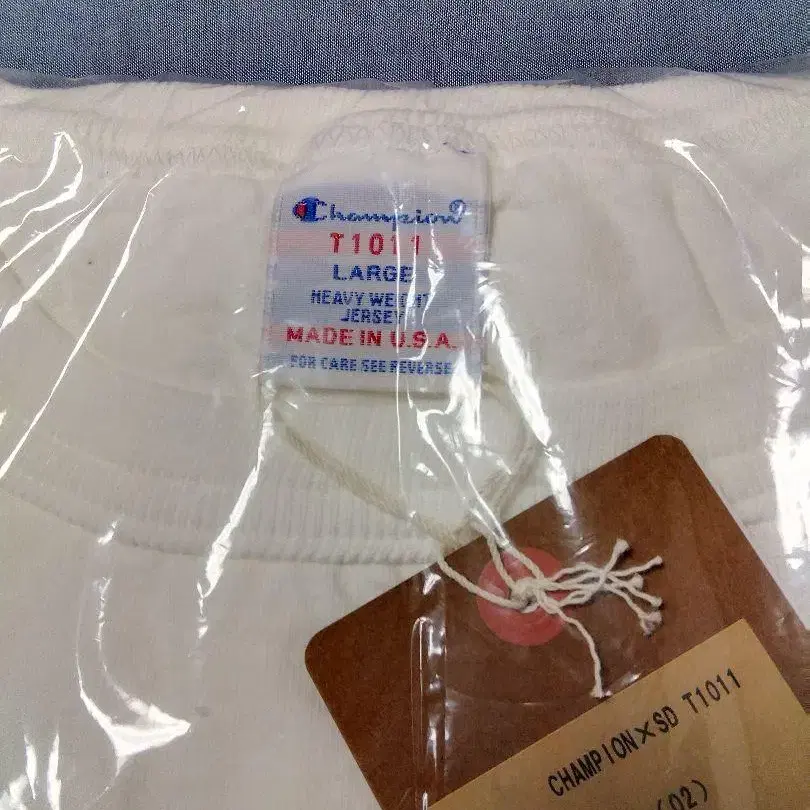 Champion
T1011
LARGE
HEAVY WEIGHT
JERSEY
MADE IN U.S.A.
FOR CARE SEE REVERSE
CHAMPION×SD T1011
(02)